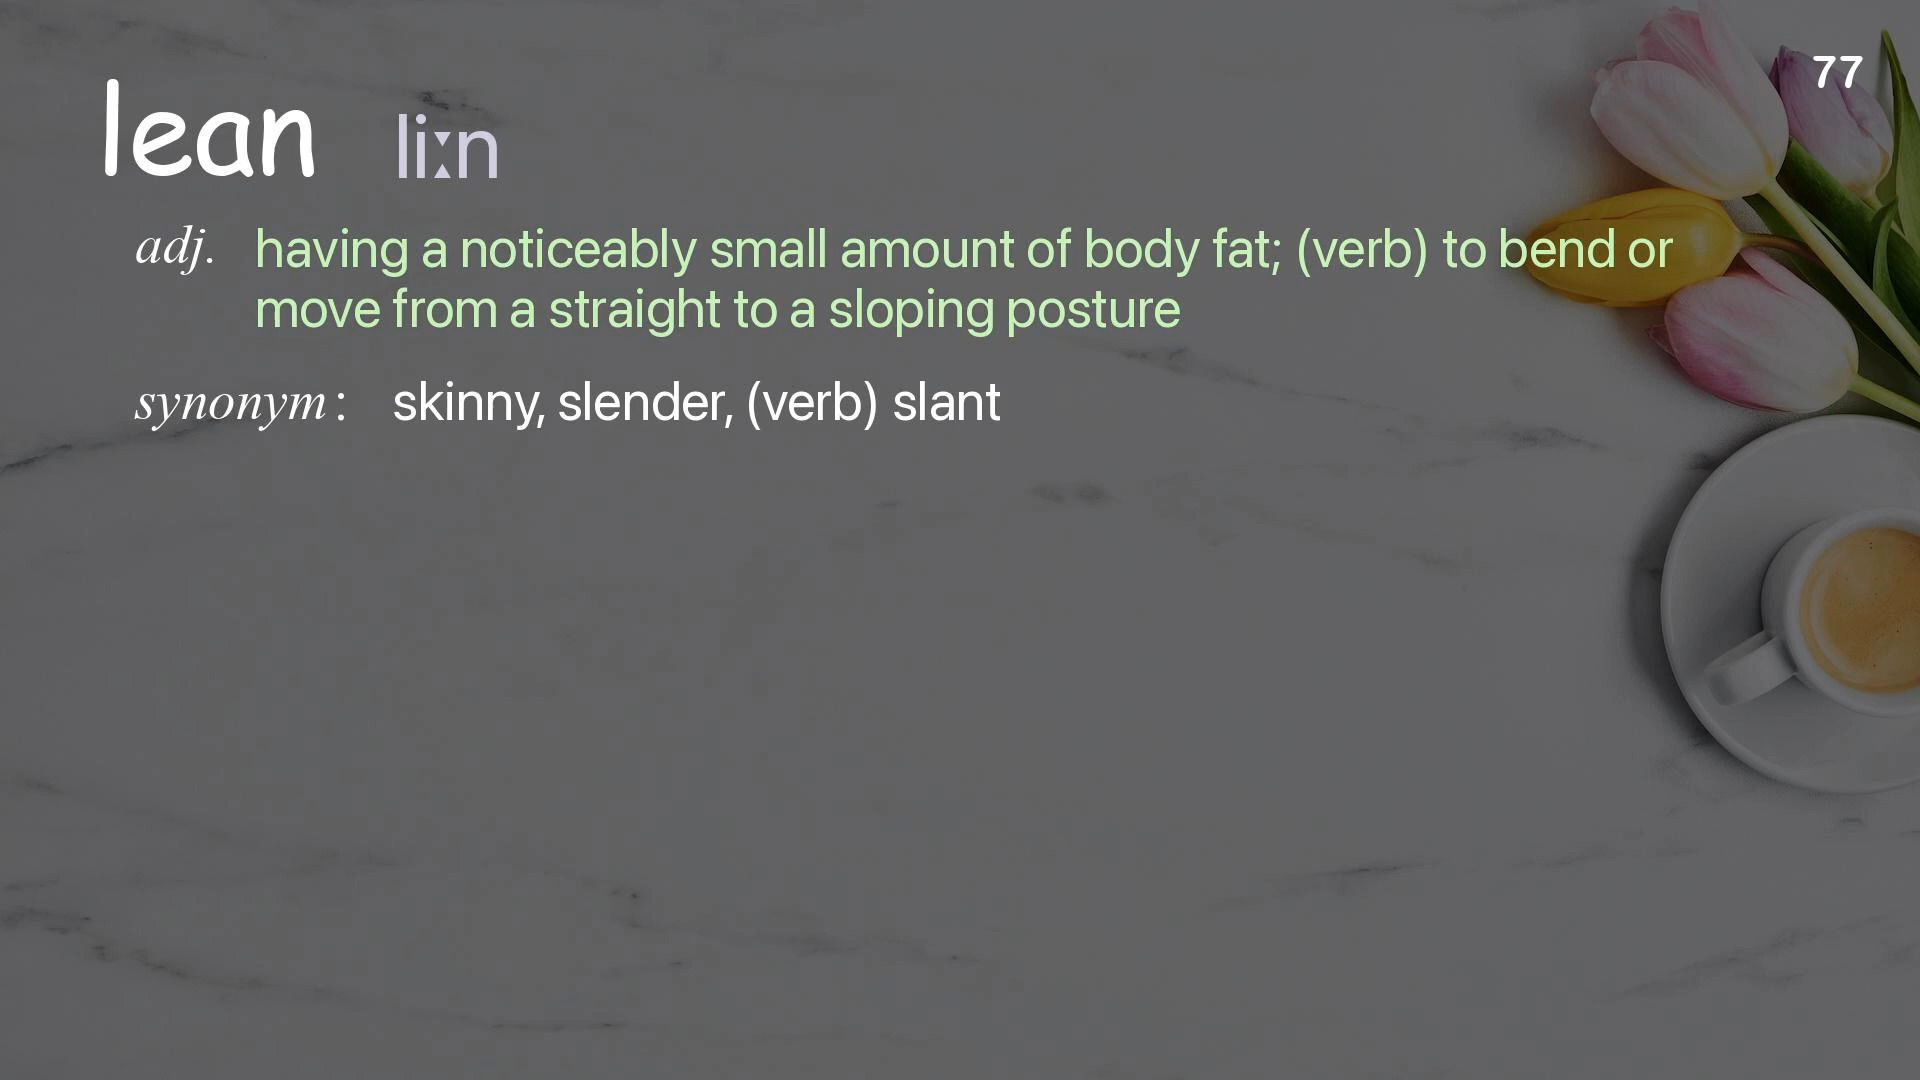 77
lean liːn
adj. having a noticeably small amount of body fat; (verb) to bend or
move from a straight to a sloping posture
synonym: skinny, slender, (verb) slant